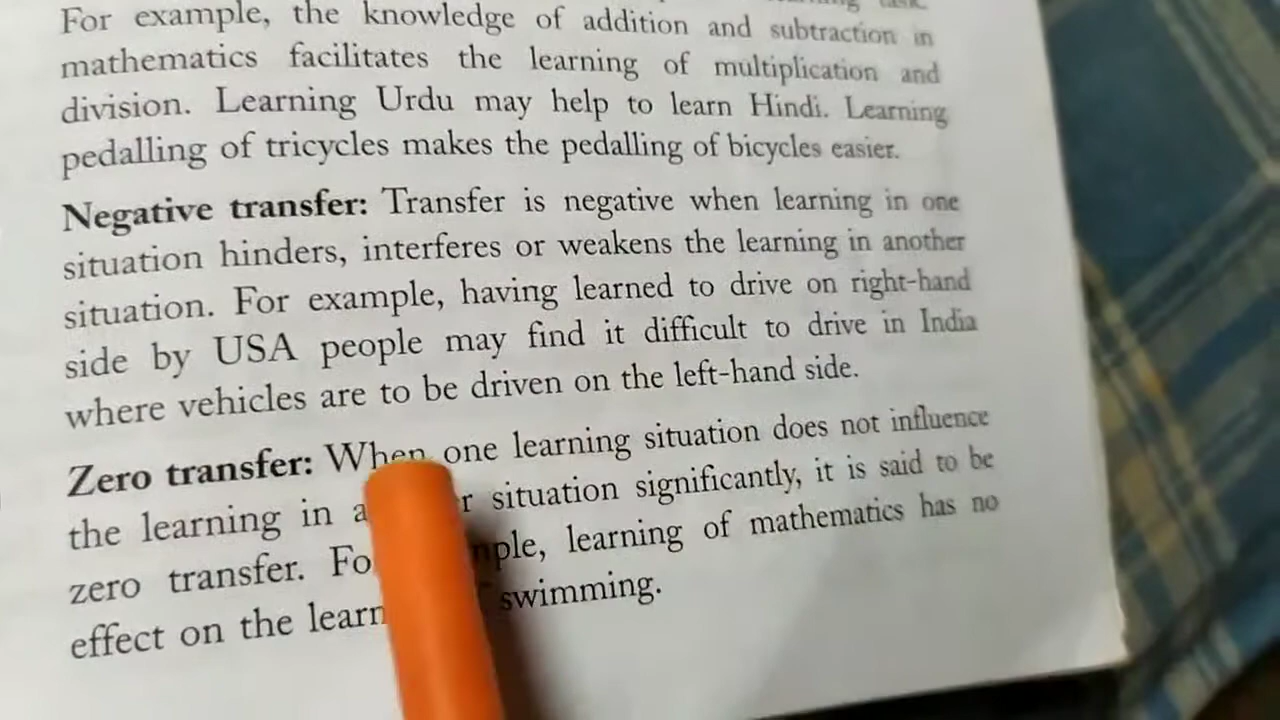 For example, the knowledge of addition and subtraction in
mathematics facilitates the learning of multiplication and
division. Learning Urdu may help to learn Hindi. Learning
pedalling of tricycles makes the pedalling of bicycles easier.
Negative transfer: Transfer is negative when learning in one
situation hinders, interferes or weakens the learning in another
situation. For example, having learned to drive on right-hand
side by USA people may find it difficult to drive in India
where vehicles are to be driven on the left-hand side.
Zero transfer: When one learning situation does not influence
the learning in situation significantly, it is said to be
zero transfer. learning of mathematics has no
effect on the swimming.